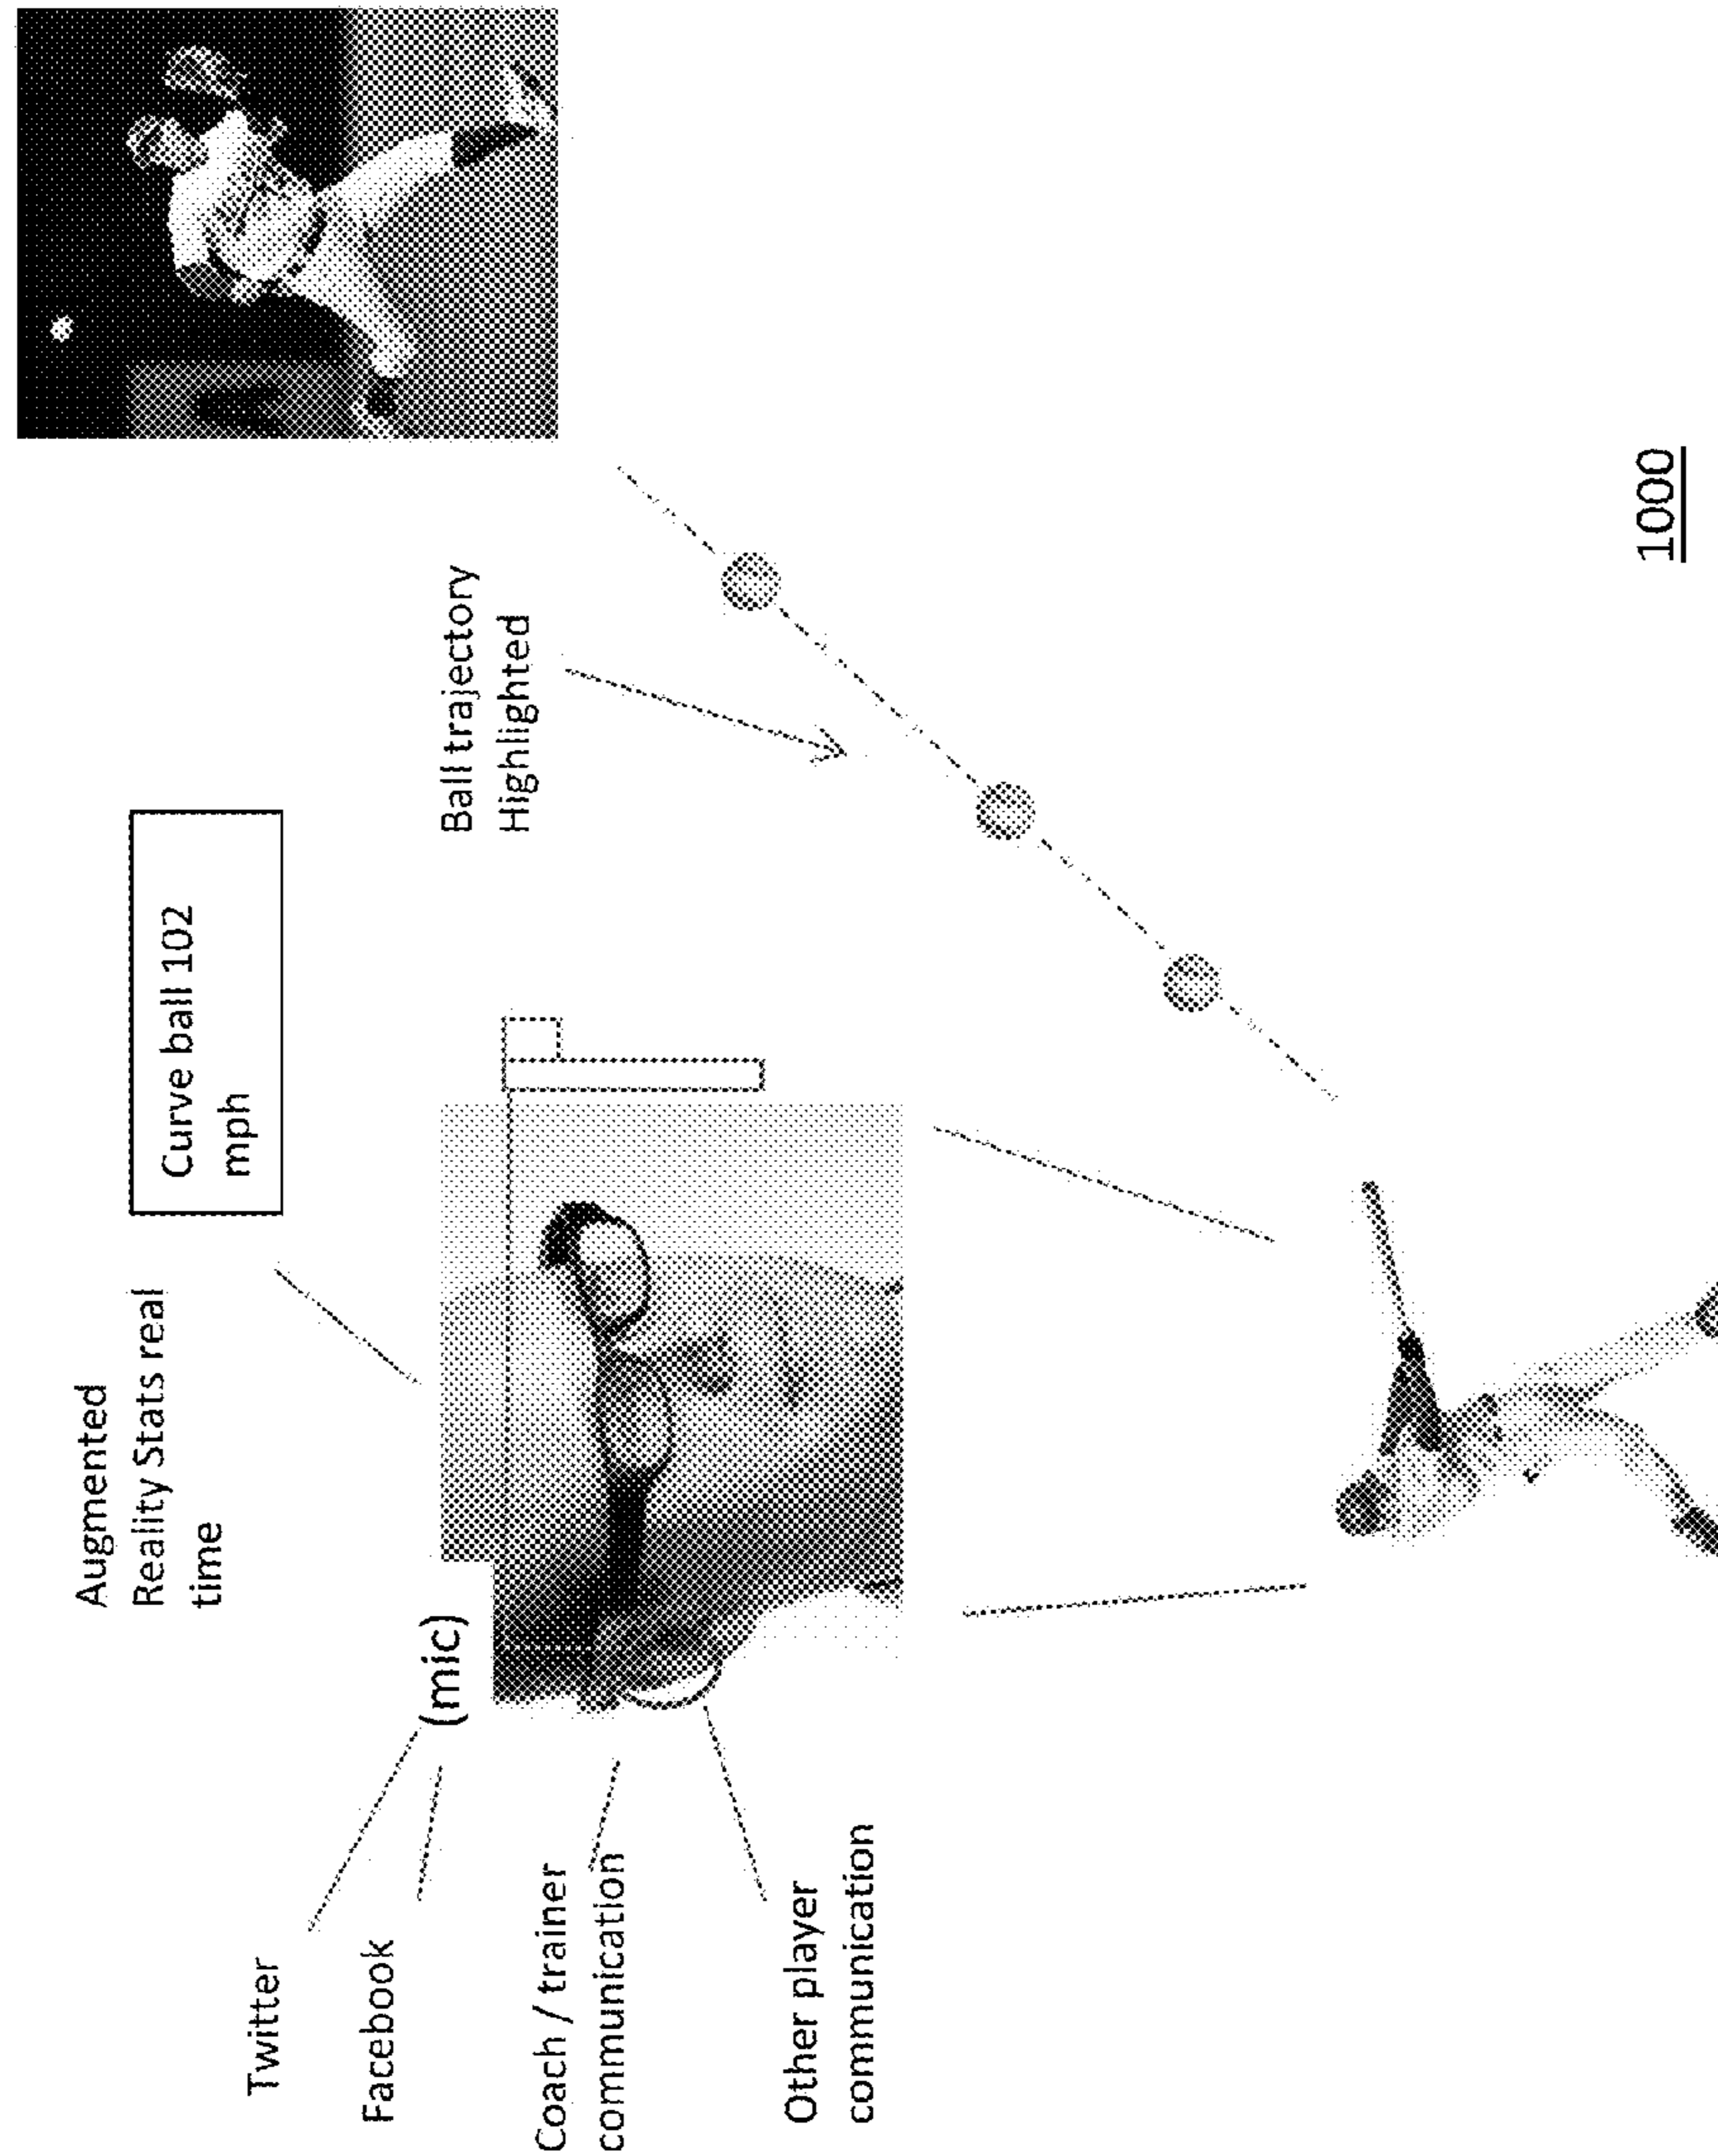 Augmented
Reality Stats real
time
Curve ball 102
mph
Twitter
Facebook
(mic)
Coach / trainer
communication
Other player
communication
Ball trajectory
Highlighted
1000